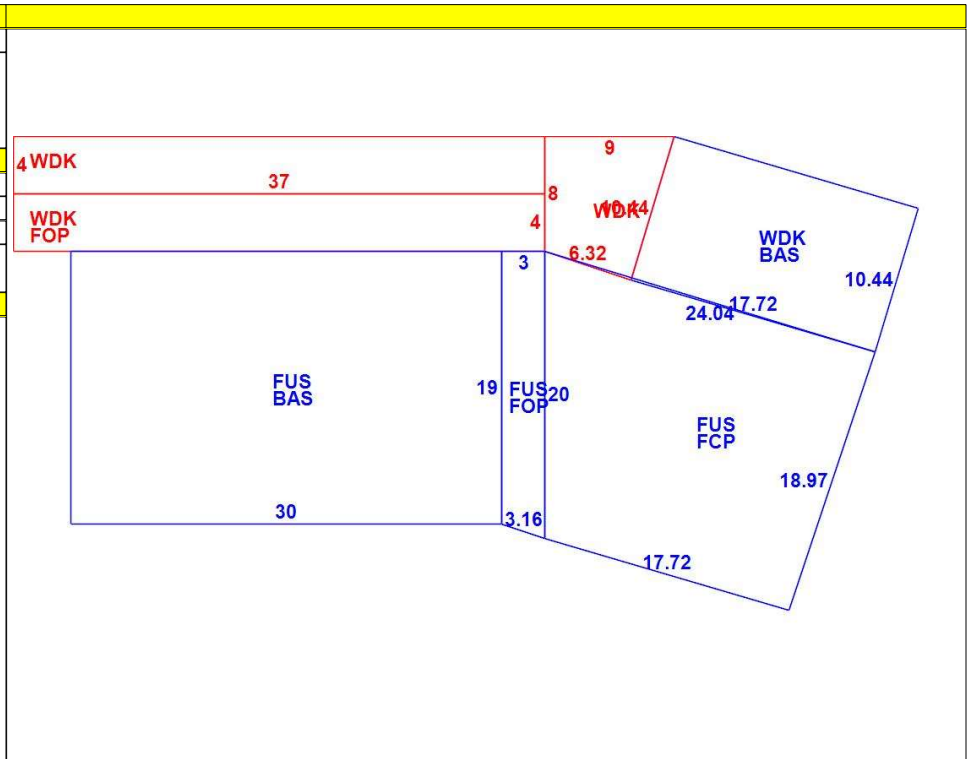 4 WDK
37
9
8
WDK
FOP
4
WDK
10.44
6.32
3
WDK
BAS
10.44
17.72
24.04
FUS
BAS
19
FUS
FOP
20
FUS
FCP
18.97
30
3.16
17.72